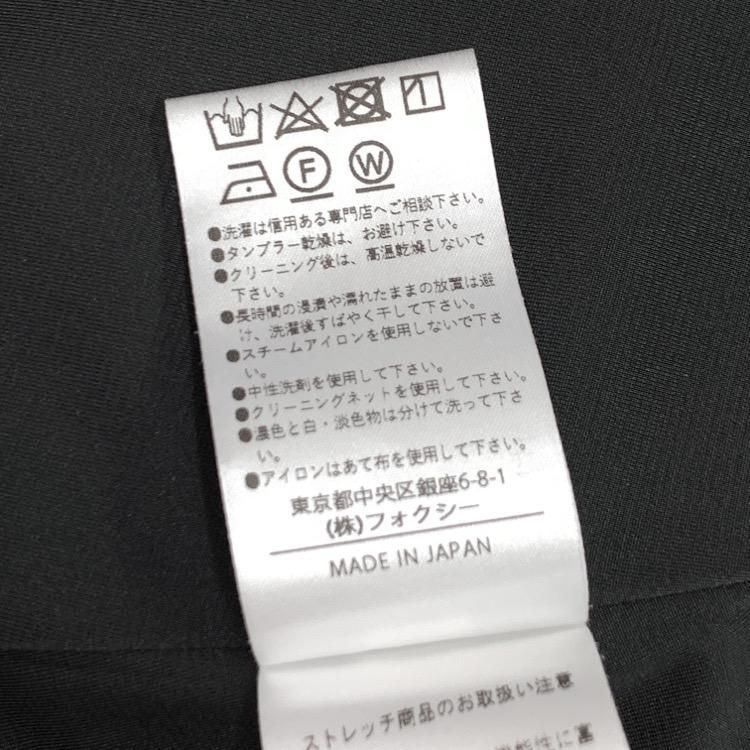 F W
●洗濯は信用ある専門店へご相談下さい。
●タンブラー乾燥は、お避け下さい。
●クリーニング後は、高温乾燥しないで
下さい。
●長時間の浸漬や濡れたままの放置は避
け、洗濯後すばやく干して下さい。
●スチームアイロンを使用しないで下さ
い。
●中性洗剤を使用して下さい。
●クリーニングネットを使用して下さい。
●濃色と白・淡色物は分けて洗って下さ
い。
●アイロンはあて布を使用して下さい。
東京都中央区銀座6-8-1
(株)フォクシー
MADE IN JAPAN
ストレッチ商品のお取扱い注意
機能性に富